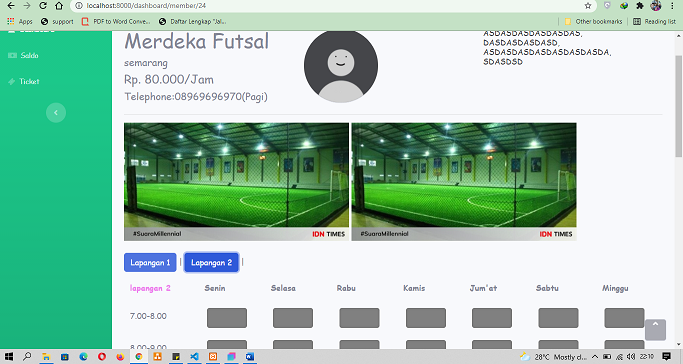 localhost:8000/dashboard/member/24
Apps
support
PDF to Word Conve...
Daftar Lengkap "Jal...
Other bookmarks
Reading list
Saldo
Ticket
Merdeka Futsal
semarang
Rp. 80.000/Jam
Telephone:08969696970(Pagi)
ASDASDASDASDASDAS,
DASDASDASDASD,
ASDASDASDASDASDASDASDA,
SDASDSD
#SuaraMillennial
IDN TIMES
#SuaraMillennial
IDN TIMES
Lapangan 1 | Lapangan 2 |
lapangan 2 Senin Selasa Rabu Kamis Jum'at Sabtu Minggu
7.00-8.00
8.00-9.00
28°C Mostly cl...
22:10